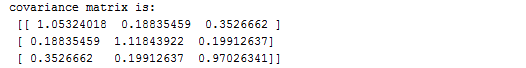 covariance matrix is:
[[ 1.05324018  0.18835459  0.3526662 ]
[ 0.18835459  1.11843922  0.19912637]
[ 0.3526662   0.19912637  0.97026341]]